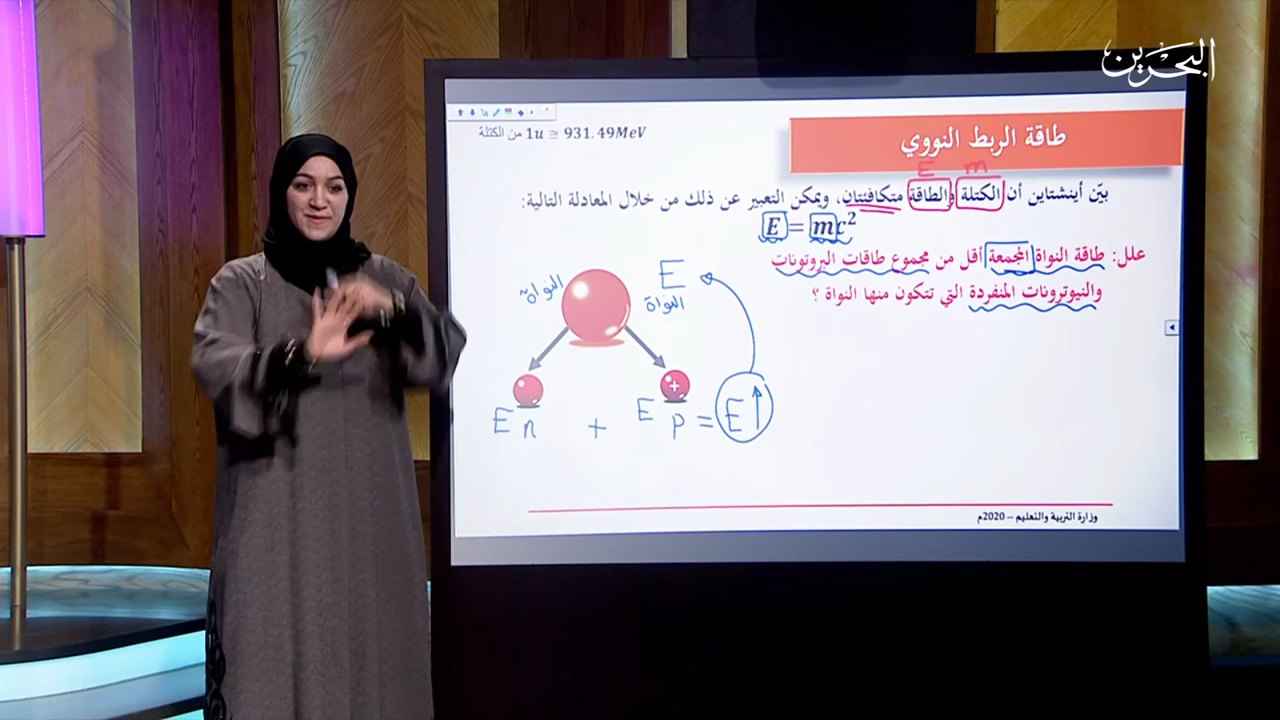 البحرين
1u ≅ 931.49MeV من الكتلة
طاقة الربط النووي
E m
بيّن أينشتاين أن الكتلة والطاقة متكافئتان، ويمكن التعبير عن ذلك من خلال المعادلة التالية:
E = mc²
علل: طاقة النواة المجمعة أقل من مجموع طاقات البروتونات
والنيوترونات المنفردة التي تتكون منها النواة ؟
النواة
E
النواة
+
E n + E p = E↑
وزارة التربية والتعليم – 2020م